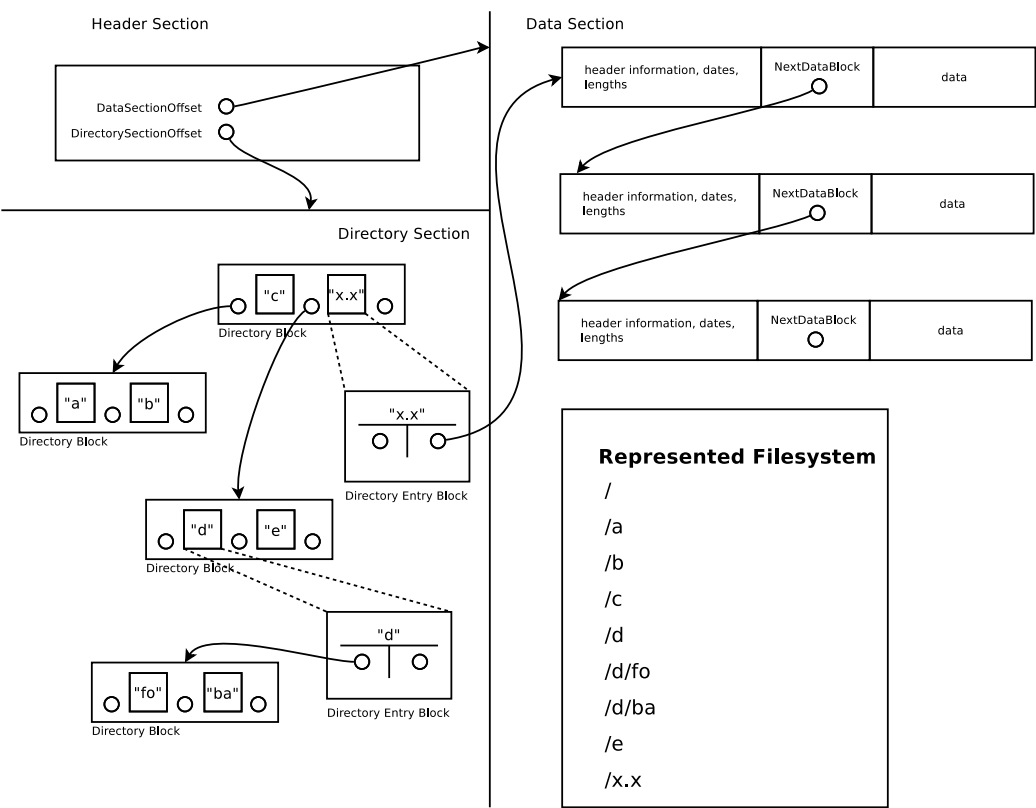 Header Section
DataSectionOffset
DirectorySectionOffset
Directory Section
"c"
"x.x"
Directory Block
"a"
"b"
Directory Block
"x.x"
Directory Entry Block
"d"
"e"
Directory Block
"d"
Directory Entry Block
"fo"
"ba"
Directory Block
Data Section
header information, dates,
lengths
NextDataBlock
data
header information, dates,
lengths
NextDataBlock
data
header information, dates,
lengths
NextDataBlock
data
Represented Filesystem
/
/a
/b
/c
/d
/d/fo
/d/ba
/e
/x.x